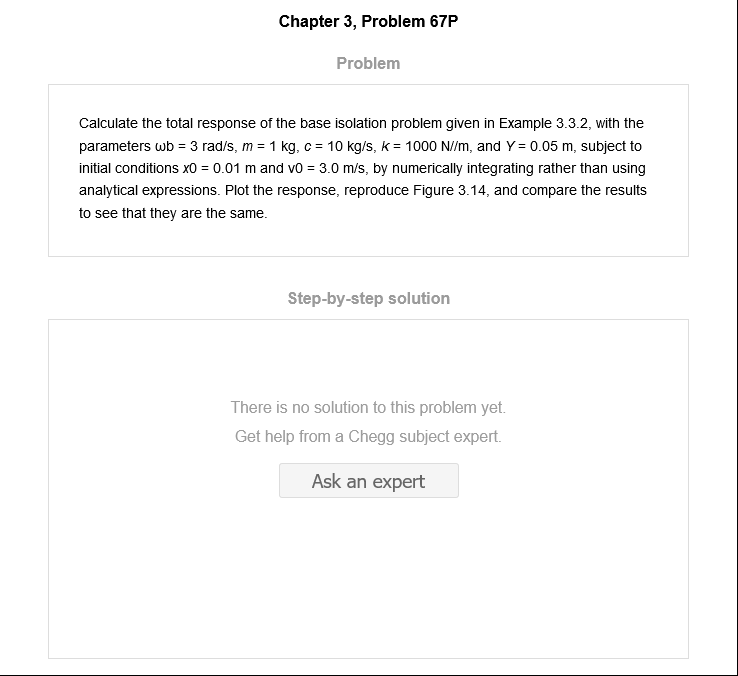 Chapter 3, Problem 67P
Problem
Calculate the total response of the base isolation problem given in Example 3.3.2, with the
parameters ωb = 3 rad/s, m = 1 kg, c = 10 kg/s, k = 1000 N//m, and Y = 0.05 m, subject to
initial conditions x0 = 0.01 m and v0 = 3.0 m/s, by numerically integrating rather than using
analytical expressions. Plot the response, reproduce Figure 3.14, and compare the results
to see that they are the same.
Step-by-step solution
There is no solution to this problem yet.
Get help from a Chegg subject expert.
Ask an expert